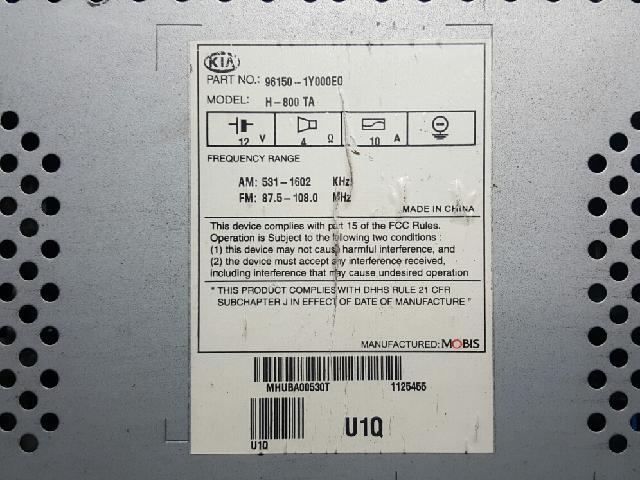 KIA
PART NO.: 96150-1Y000E0
MODEL: H-800 TA
12 V 4 Ω 10 A
FREQUENCY RANGE
AM: 531-1602 KHz
FM: 87.5-108.0 MHz
MADE IN CHINA
This device complies with part 15 of the FCC Rules.
Operation is Subject to the following two conditions :
(1) this device may not cause harmful interference, and
(2) the device must accept any interference received,
including interference that may cause undesired operation
" THIS PRODUCT COMPLIES WITH DHHS RULE 21 CFR
SUBCHAPTER J IN EFFECT OF DATE OF MANUFACTURE "
MANUFACTURED: MOBIS
MHUBA00530T 1125455
U1Q
U1Q